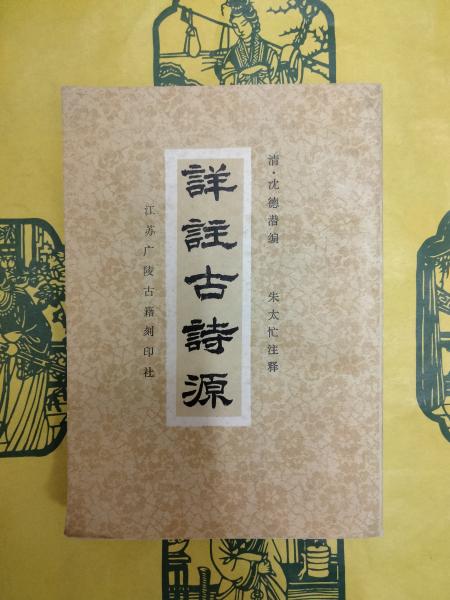 清·沈德潜编 朱太忙注释
詳註古詩源
江苏广陵古籍刻印社